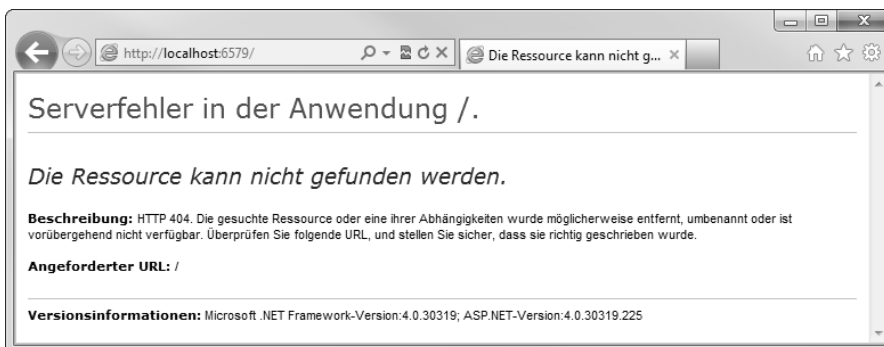 http://localhost:6579/
Die Ressource kann nicht g...
Serverfehler in der Anwendung /.
Die Ressource kann nicht gefunden werden.
Beschreibung: HTTP 404. Die gesuchte Ressource oder eine ihrer Abhängigkeiten wurde möglicherweise entfernt, umbenannt oder ist
vorübergehend nicht verfügbar. Überprüfen Sie folgende URL, und stellen Sie sicher, dass sie richtig geschrieben wurde.
Angeforderter URL: /
Versionsinformationen: Microsoft .NET Framework-Version:4.0.30319; ASP.NET-Version:4.0.30319.225